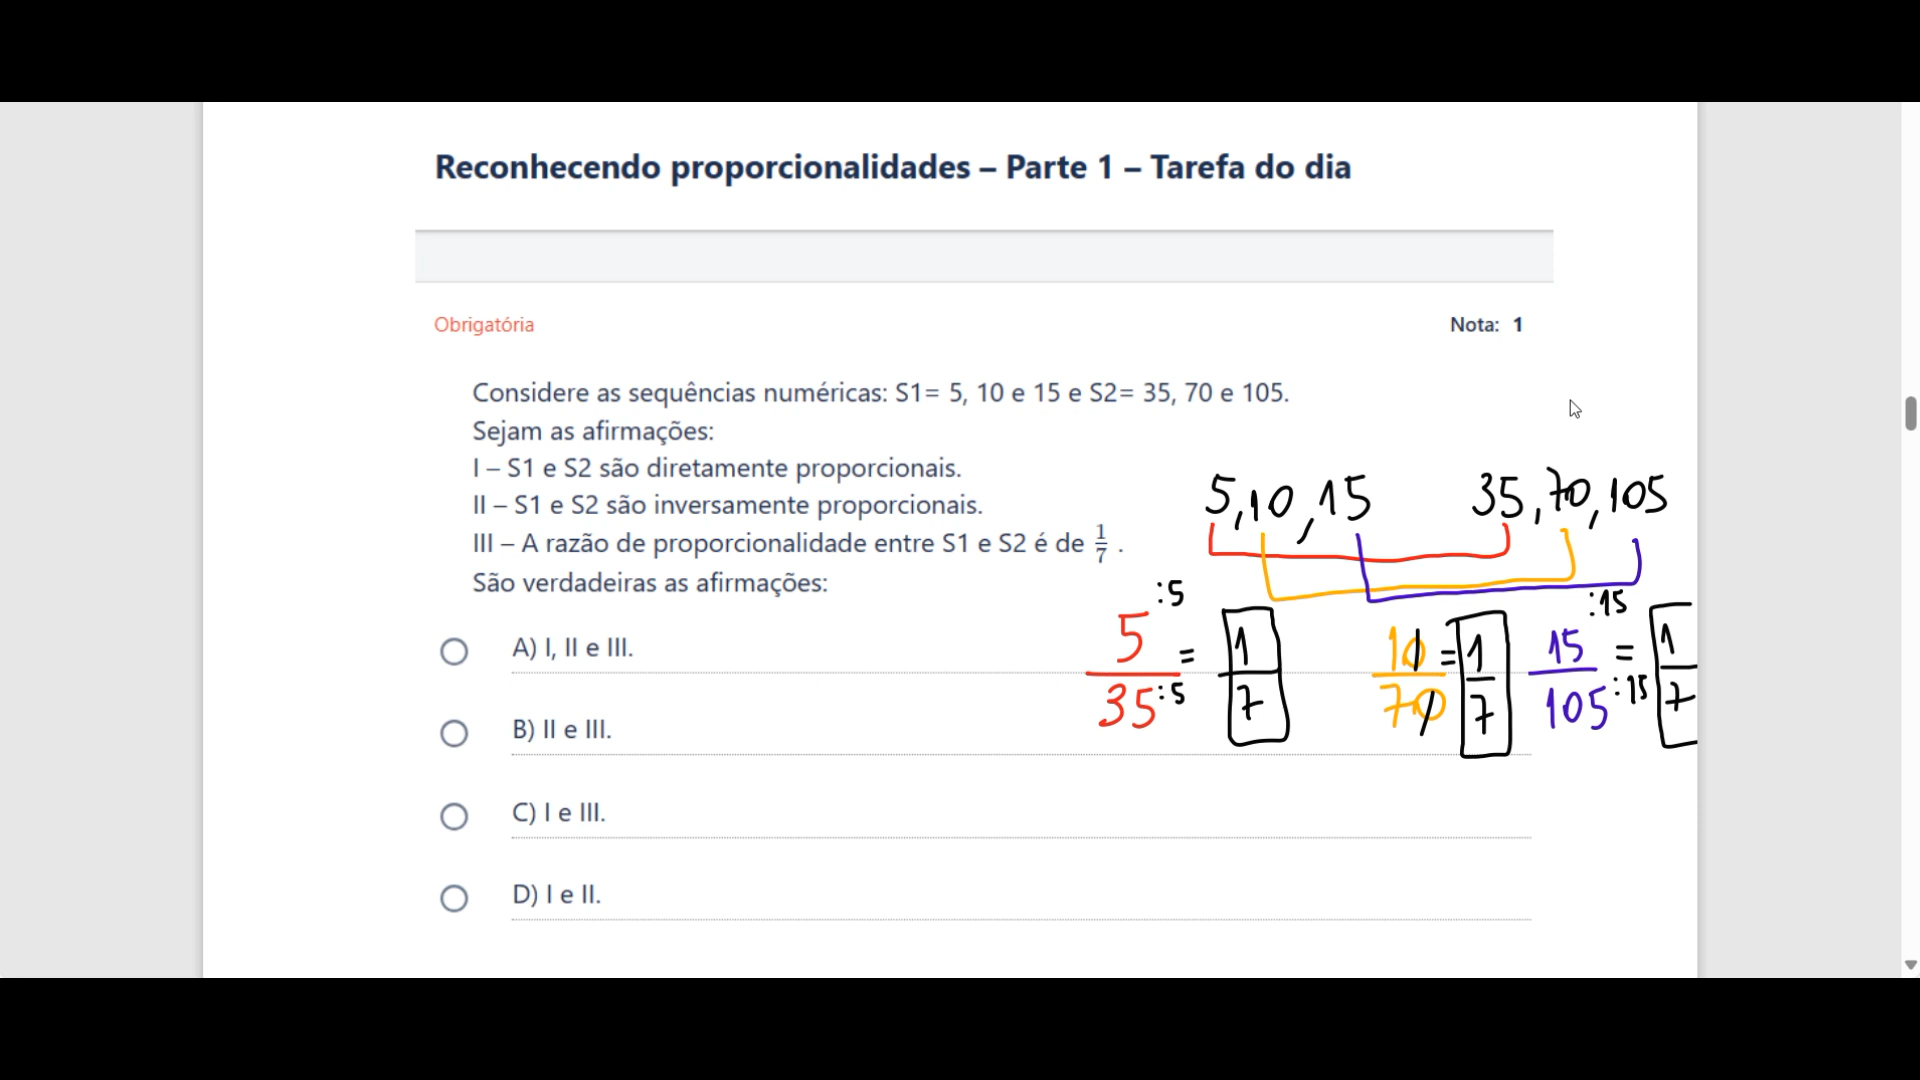 Reconhecendo proporcionalidades – Parte 1 – Tarefa do dia
Obrigatória
Nota: 1
Considere as sequências numéricas: S1= 5, 10 e 15 e S2= 35, 70 e 105.
Sejam as afirmações:
I – S1 e S2 são diretamente proporcionais.
II – S1 e S2 são inversamente proporcionais.
III – A razão de proporcionalidade entre S1 e S2 é de 1/7 .
São verdadeiras as afirmações:
5, 10, 15 35, 70, 105
5 :5 / 35 :5 = 1/7
10/70 = 1/7
15 :15 / 105 :15 = 1/7
A) I, II e III.
B) II e III.
C) I e III.
D) I e II.